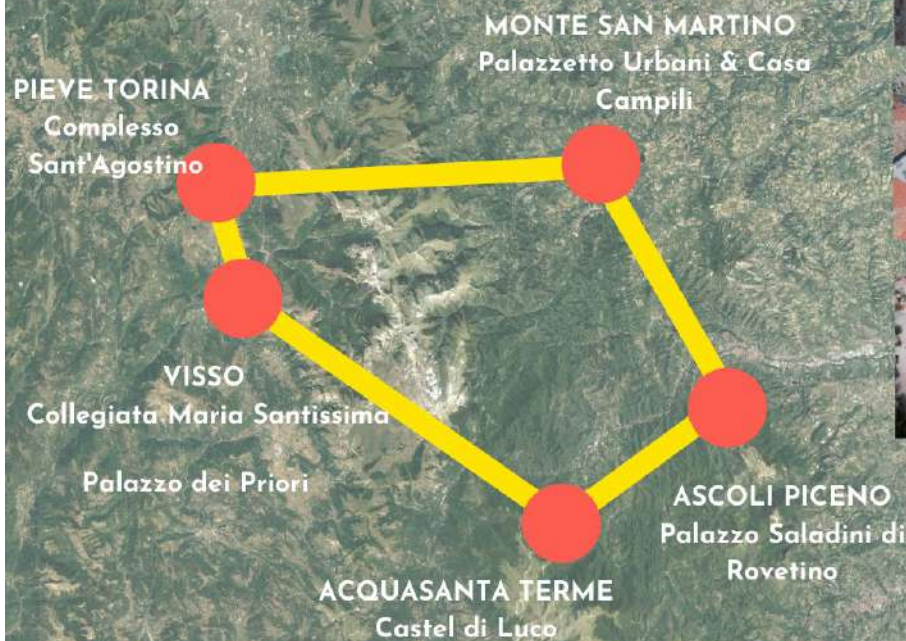 MONTE SAN MARTINO
Palazzetto Urbani & Casa
Campili
PIEVE TORINA
Complesso
Sant'Agostino
VISSO
Collegiata Maria Santissima
Palazzo dei Priori
ASCOLI PICENO
Palazzo Saladini di
Rovetino
ACQUASANTA TERME
Castel di Luco